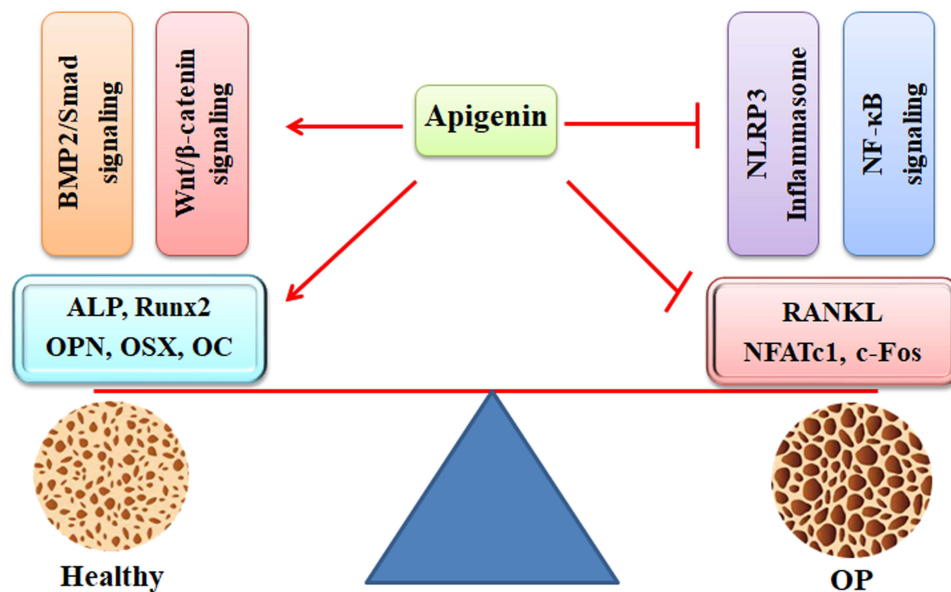 BMP2/Smad
signaling
Wnt/β-catenin
signaling
Apigenin
NLRP3
Inflammasome
NF-κB
signaling
ALP, Runx2
OPN, OSX, OC
RANKL
NFATc1, c-Fos
Healthy
OP